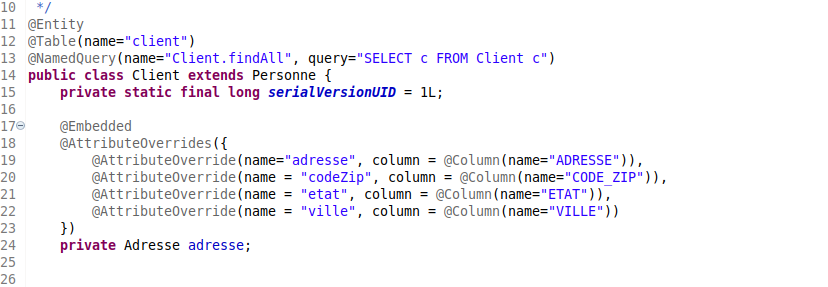 10 */
11 @Entity
12 @Table(name="client")
13 @NamedQuery(name="Client.findAll", query="SELECT c FROM Client c")
14 public class Client extends Personne {
15     private static final long serialVersionUID = 1L;
16
17     @Embedded
18     @AttributeOverrides({
19         @AttributeOverride(name="adresse", column = @Column(name="ADRESSE")),
20         @AttributeOverride(name = "codeZip", column = @Column(name="CODE_ZIP")),
21         @AttributeOverride(name = "etat", column = @Column(name="ETAT")),
22         @AttributeOverride(name = "ville", column = @Column(name="VILLE"))
23     })
24     private Adresse adresse;
25
26